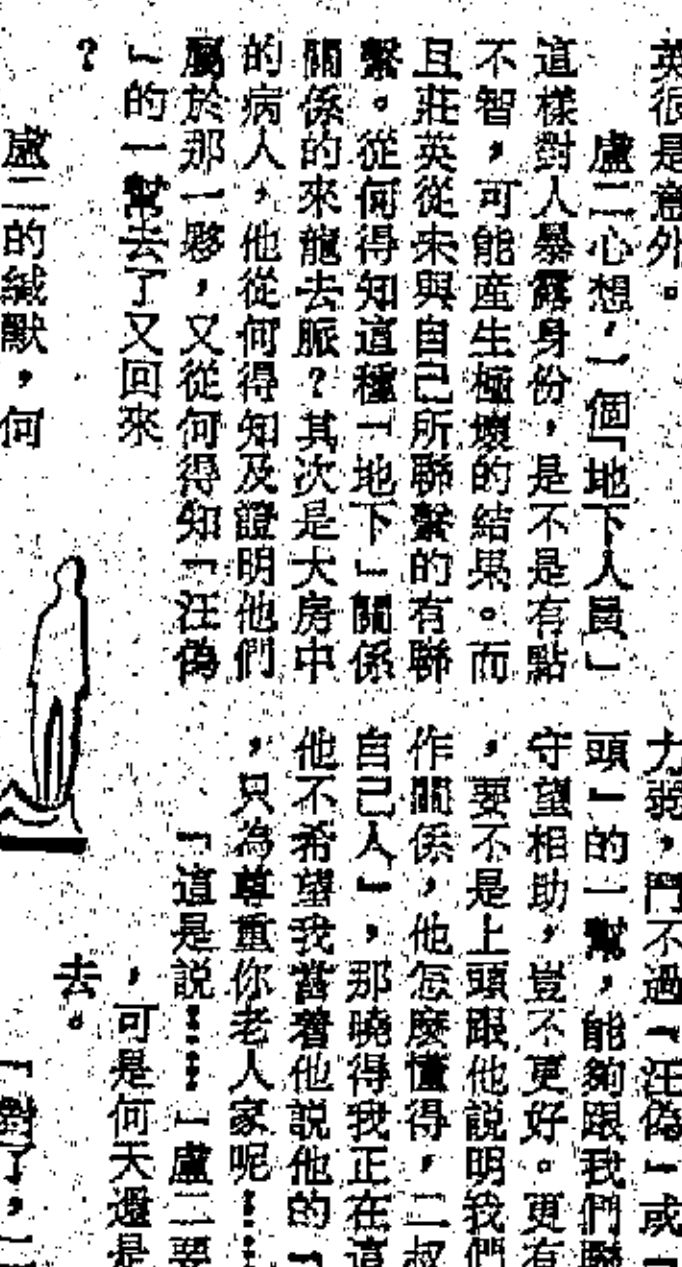 英很是意外。
盧二心想，一個「地下人員」
這樣對人暴露身份，是不是有點
不智，可能產生極壞的結果。而
且莊英從未與自己所聯繫的有聯
繫。從何得知這種「地下」關係
關係的來龍去脈？其次是大房中
的病人，他從何得知及證明他們
屬於那一夥，又從何得知「汪偽
」的一幫去了又回來
？
盧二的緘默，何
力弱，鬥不過「汪偽」或「
頭」的一幫，能夠跟我們聯
守望相助，豈不更好。更有
，要不是上頭跟他說明我們
作關係，他怎麼懂得，二叔
自己人」，那曉得我正在這
他不希望我當着他說他的「
，只為尊重你老人家呢……
「這是說……」盧二要
，可是何天還是
去。
「對了，二